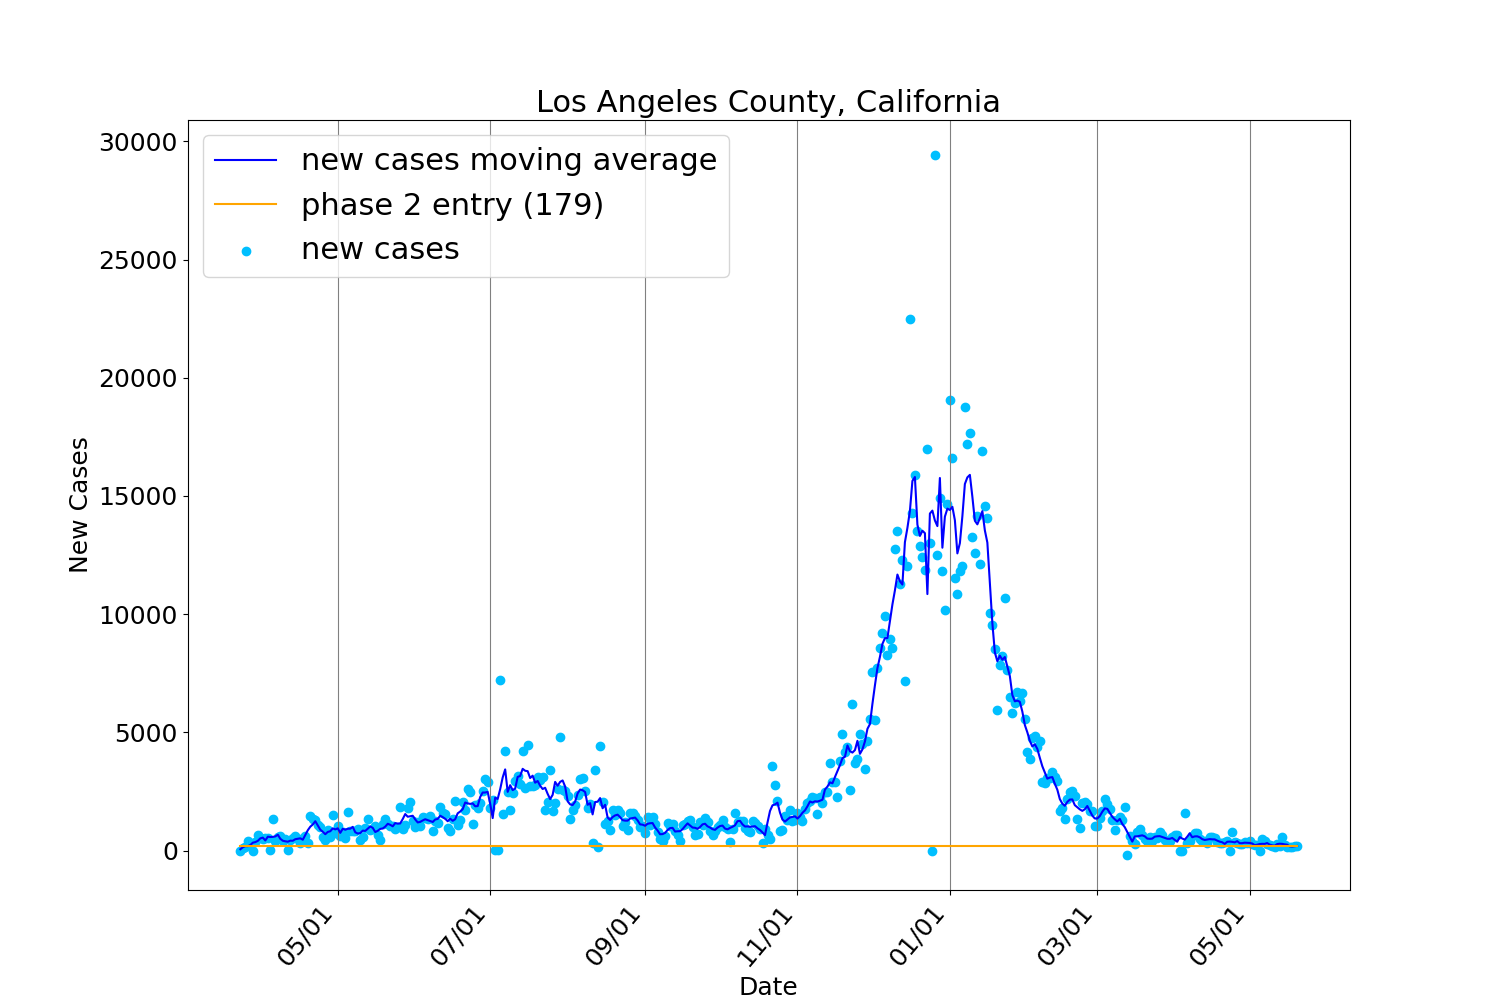 Los Angeles County, California
30000
25000
20000
15000
10000
5000
0
new cases moving average
phase 2 entry (179)
new cases
New Cases
05/01
07/01
09/01
11/01
01/01
03/01
05/01
Date